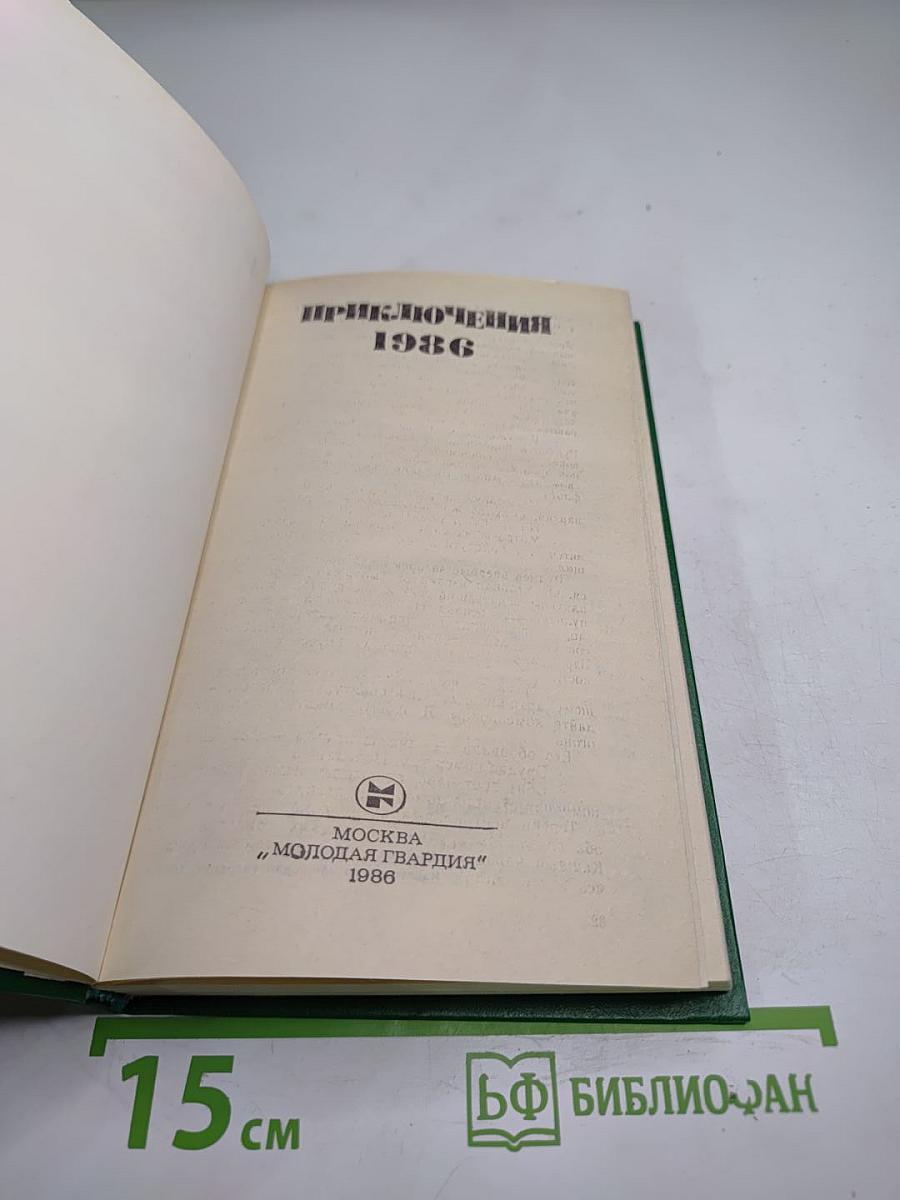 ПРИКЛЮЧЕНИЯ
1986
МОСКВА
„МОЛОДАЯ ГВАРДИЯ“
1986
15 см
БФ БИБЛИОФАН